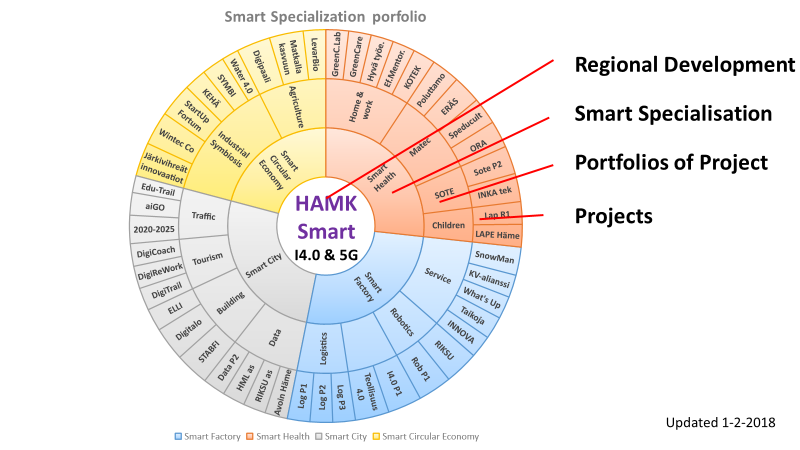 Smart Specialization porfolio
GreenC.Lab
GreenCare
Hyvä työe.
Ef.Mentor.
KOTEK
Poluttamo
ERÄS
Speducult
ORA
Sote P2
INKA tek
Lap R1
LAPE Häme
SnowMan
KV-alianssi
What's Up
Taikoja
INNOVA
RIKSU
Rob P1
I4.0 P1
Teollisuus
4.0
Log P3
Log P2
Log P1
Avoin Häme
RIKSU as
HML as
Data P2
STABFI
Digitalo
ELLI
DigiTrail
DigiReWork
DigiCoach
2020-2025
aiGO
Edu-Trail
Järkivihreät
innovaatiot
Wintec Co
StartUp
Fortum
KEHÄ
SYMBI
Water 4.0
Digipaali
Matkalla
kasvuun
LeverBio
Home &
work
Matec
SOTE
Children
Service
Robotics
Logistics
Data
Building
Tourism
Traffic
Industrial
Symbiosis
Agriculture
Smart
Health
Smart
Factory
Smart City
Smart
Circular
Economy
HAMK
Smart
I4.0 & 5G
Regional Development
Smart Specialisation
Portfolios of Project
Projects
Updated 1-2-2018
Smart Factory
Smart Health
Smart City
Smart Circular Economy